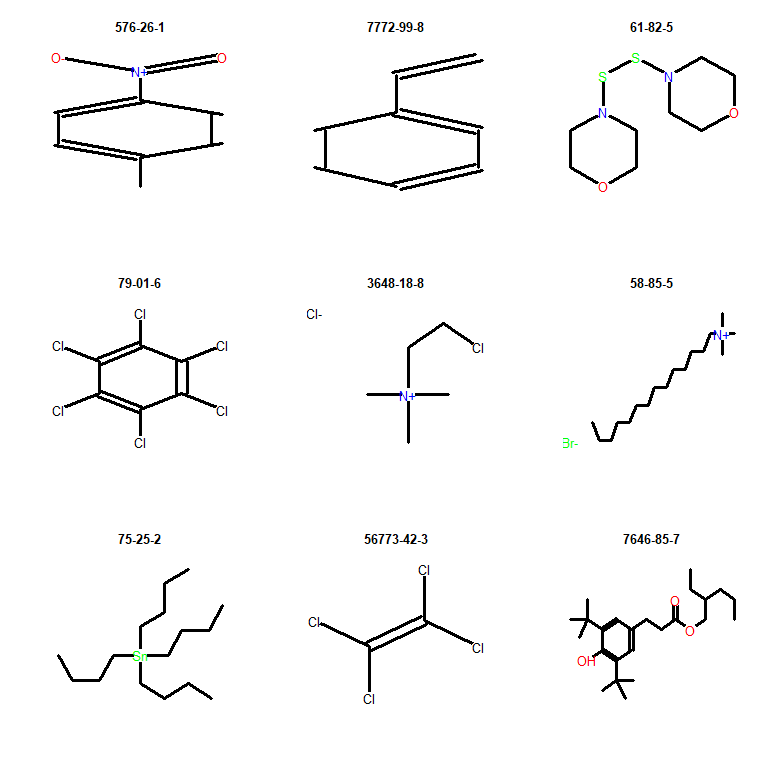 576-26-1
7772-99-8
61-82-5
O-
N+
O
S
S
N
N
O
O
79-01-6
3648-18-8
58-85-5
Cl
Cl
Cl
Cl
Cl
Cl
Cl-
Cl
N+
N+
Br-
75-25-2
56773-42-3
7646-85-7
Sn
Cl
Cl
Cl
Cl
O
O
OH